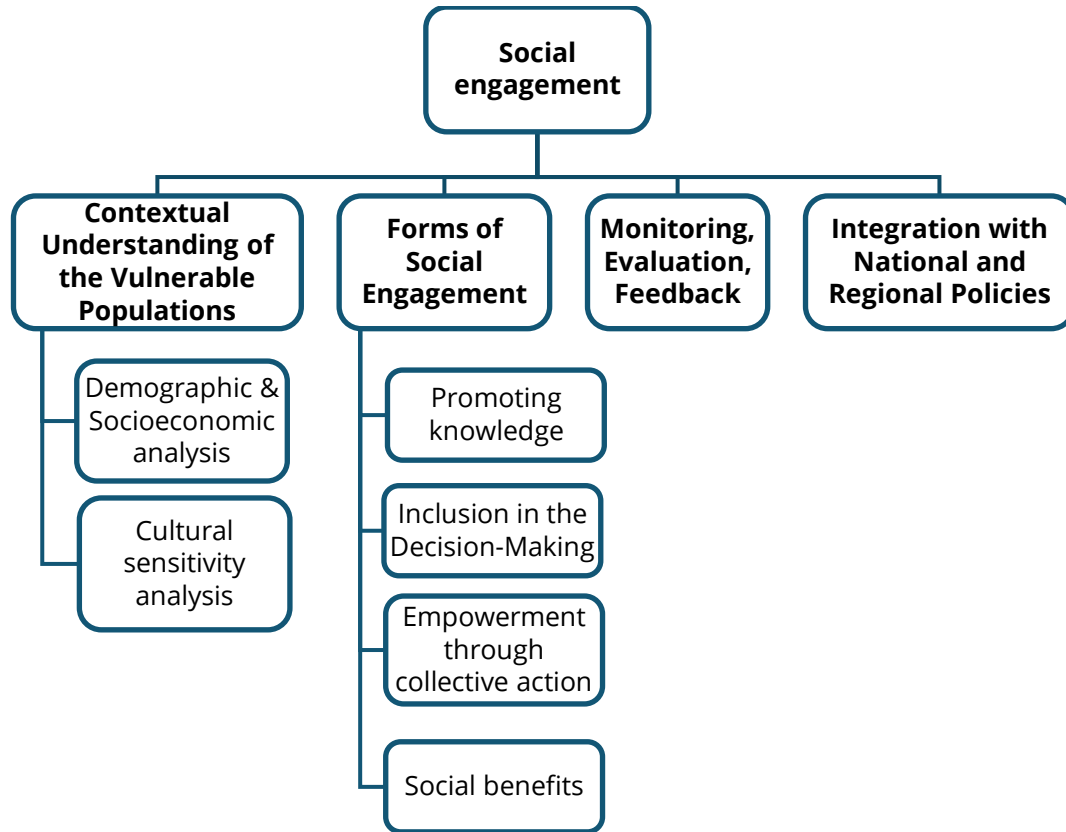 Social
engagement
Contextual
Understanding of
the Vulnerable
Populations
Forms of
Social
Engagement
Monitoring,
Evaluation,
Feedback
Integration with
National and
Regional Policies
Demographic &
Socioeconomic
analysis
Cultural
sensitivity
analysis
Promoting
knowledge
Inclusion in the
Decision-Making
Empowerment
through
collective action
Social benefits